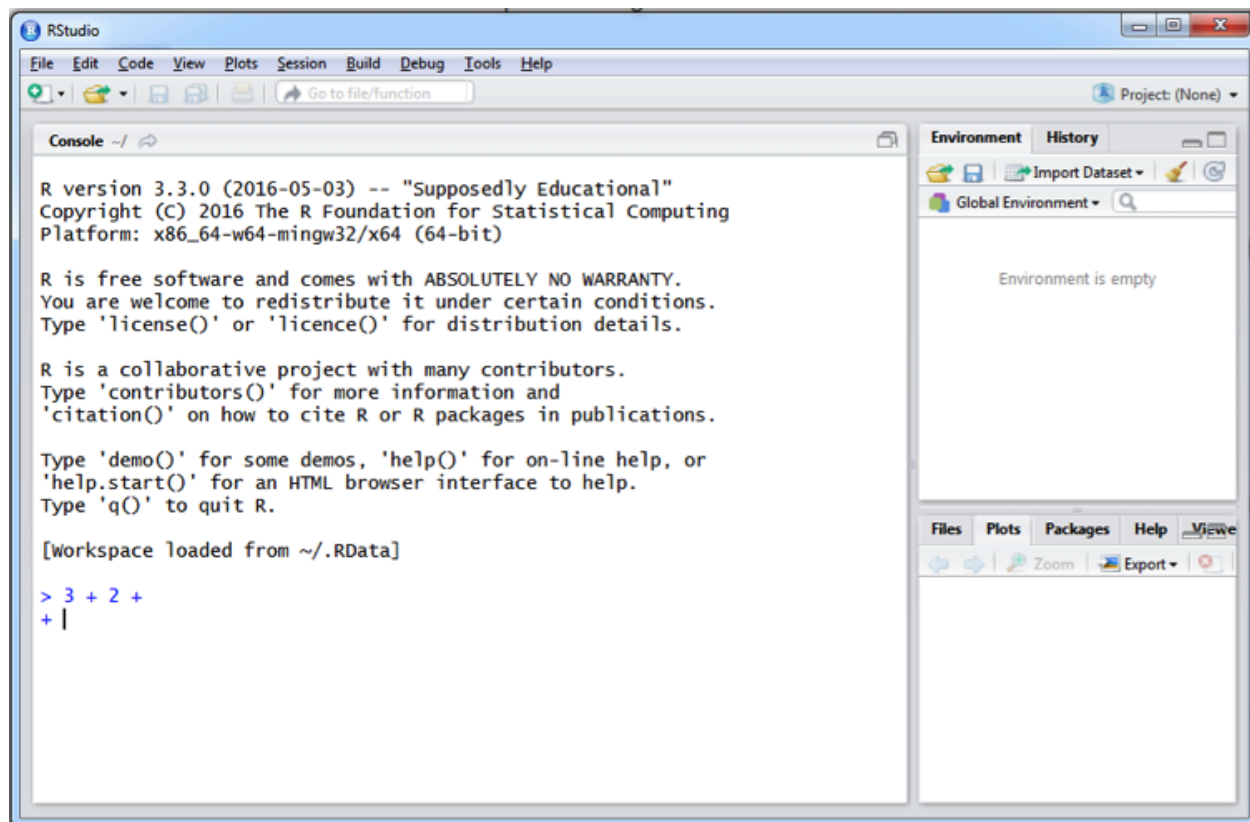 RStudio
File Edit Code View Plots Session Build Debug Tools Help
Go to file/function
Project: (None)
Console ~/
R version 3.3.0 (2016-05-03) -- "Supposedly Educational"
Copyright (C) 2016 The R Foundation for Statistical Computing
Platform: x86_64-w64-mingw32/x64 (64-bit)
R is free software and comes with ABSOLUTELY NO WARRANTY.
You are welcome to redistribute it under certain conditions.
Type 'license()' or 'licence()' for distribution details.
R is a collaborative project with many contributors.
Type 'contributors()' for more information and
'citation()' on how to cite R or R packages in publications.
Type 'demo()' for some demos, 'help()' for on-line help, or
'help.start()' for an HTML browser interface to help.
Type 'q()' to quit R.
[Workspace loaded from ~/.RData]
> 3 + 2 +
+
Environment History
Import Dataset
Global Environment
Environment is empty
Files Plots Packages Help Viewe
Zoom Export